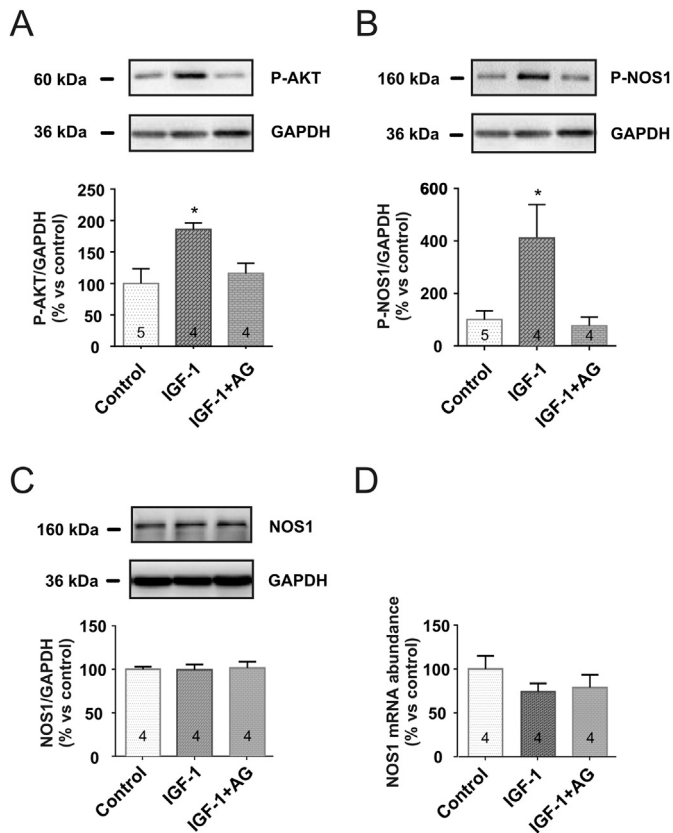 A
60 kDa
P-AKT
36 kDa
GAPDH
P-AKT/GAPDH
(% vs control)
250
200
150
100
50
0
*
5
4
4
Control
IGF-1
IGF-1+AG
B
160 kDa
P-NOS1
36 kDa
GAPDH
P-NOS1/GAPDH
(% vs control)
600
400
200
100
0
*
5
4
4
Control
IGF-1
IGF-1+AG
C
160 kDa
NOS1
36 kDa
GAPDH
NOS1/GAPDH
(% vs control)
150
100
50
0
4
4
4
Control
IGF-1
IGF-1+AG
D
NOS1 mRNA abundance
(% vs control)
150
100
50
0
4
4
4
Control
IGF-1
IGF-1+AG